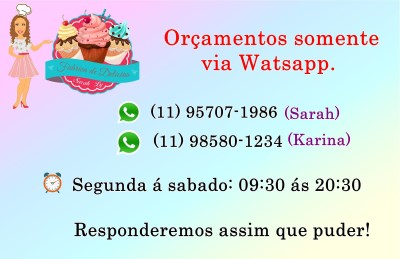 Orçamentos somente
via Watsapp.
(11) 95707-1986 (Sarah)
(11) 98580-1234 (Karina)
Segunda á sabado: 09:30 ás 20:30
Responderemos assim que puder!